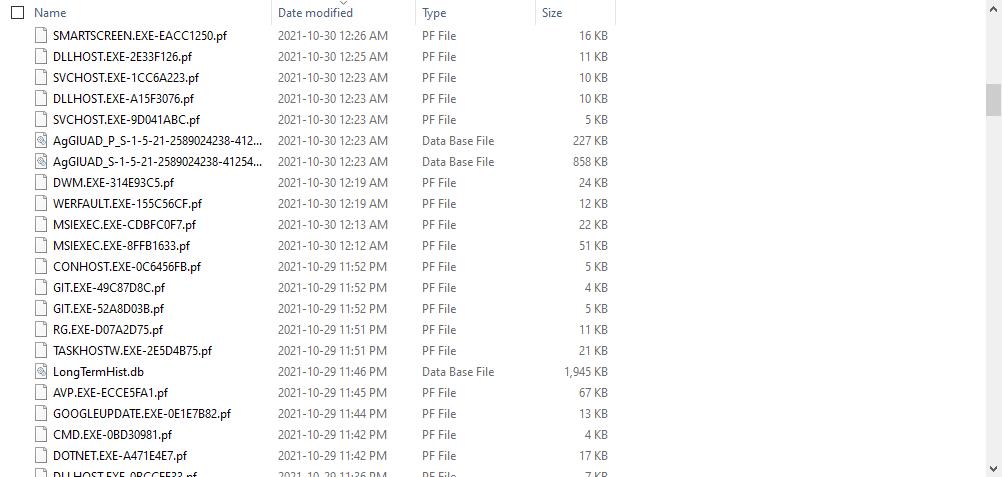 Name Date modified Type Size
SMARTSCREEN.EXE-EACC1250.pf 2021-10-30 12:26 AM PF File 16 KB
DLLHOST.EXE-2E33F126.pf 2021-10-30 12:25 AM PF File 11 KB
SVCHOST.EXE-1CC6A223.pf 2021-10-30 12:23 AM PF File 10 KB
DLLHOST.EXE-A15F3076.pf 2021-10-30 12:23 AM PF File 10 KB
SVCHOST.EXE-9D041ABC.pf 2021-10-30 12:23 AM PF File 5 KB
AgGlUAD_P_S-1-5-21-2589024238-412... 2021-10-30 12:23 AM Data Base File 227 KB
AgGlUAD_S-1-5-21-2589024238-41254... 2021-10-30 12:23 AM Data Base File 858 KB
DWM.EXE-314E93C5.pf 2021-10-30 12:19 AM PF File 24 KB
WERFAULT.EXE-155C56CF.pf 2021-10-30 12:19 AM PF File 12 KB
MSIEXEC.EXE-CDBFC0F7.pf 2021-10-30 12:13 AM PF File 22 KB
MSIEXEC.EXE-8FFB1633.pf 2021-10-30 12:12 AM PF File 51 KB
CONHOST.EXE-0C6456FB.pf 2021-10-29 11:52 PM PF File 5 KB
GIT.EXE-49C87D8C.pf 2021-10-29 11:52 PM PF File 4 KB
GIT.EXE-52A8D03B.pf 2021-10-29 11:52 PM PF File 5 KB
RG.EXE-D07A2D75.pf 2021-10-29 11:51 PM PF File 11 KB
TASKHOSTW.EXE-2E5D4B75.pf 2021-10-29 11:51 PM PF File 21 KB
LongTermHist.db 2021-10-29 11:46 PM Data Base File 1,945 KB
AVP.EXE-ECCE5FA1.pf 2021-10-29 11:45 PM PF File 67 KB
GOOGLEUPDATE.EXE-0E1E7B82.pf 2021-10-29 11:44 PM PF File 13 KB
CMD.EXE-0BD30981.pf 2021-10-29 11:42 PM PF File 4 KB
DOTNET.EXE-A471E4E7.pf 2021-10-29 11:42 PM PF File 17 KB
2021-10-29 11:36 PM PF File 7 KB